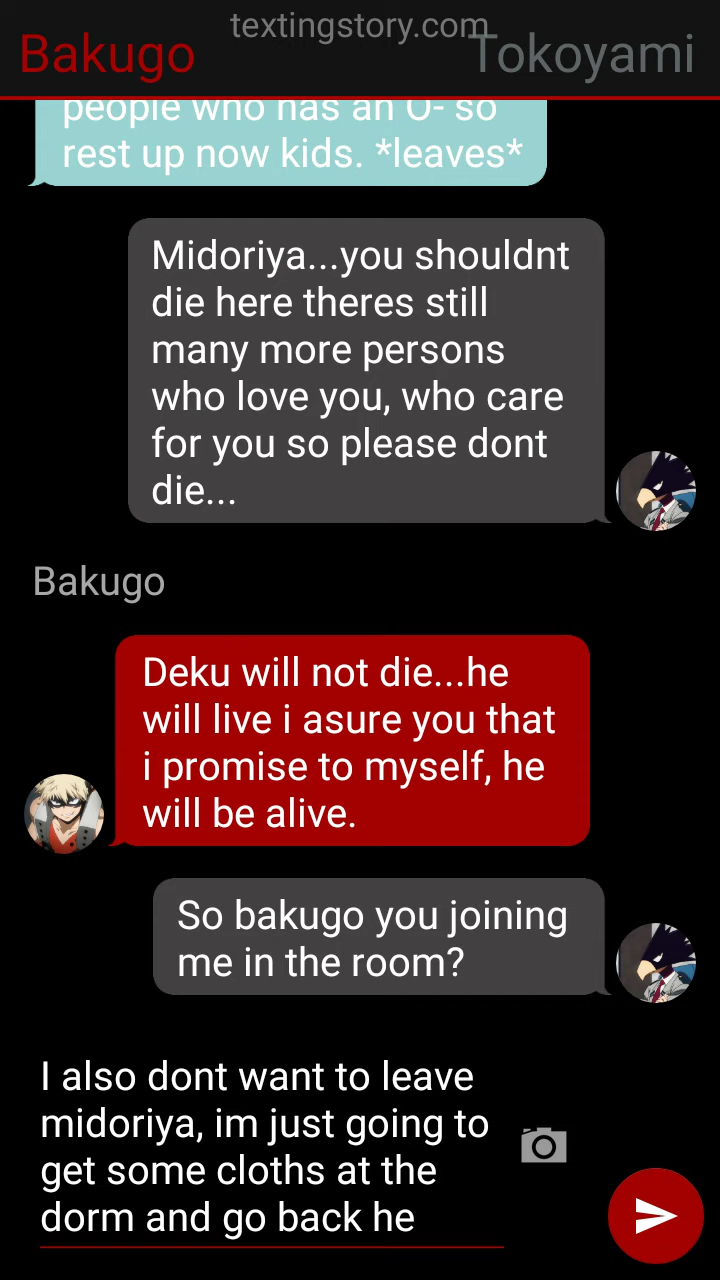 textingstory.com
Bakugo
Tokoyami
people who has an O- so
rest up now kids. *leaves*
Midoriya...you shouldnt
die here theres still
many more persons
who love you, who care
for you so please dont
die...
Bakugo
Deku will not die...he
will live i asure you that
i promise to myself, he
will be alive.
So bakugo you joining
me in the room?
I also dont want to leave
midoriya, im just going to
get some cloths at the
dorm and go back he